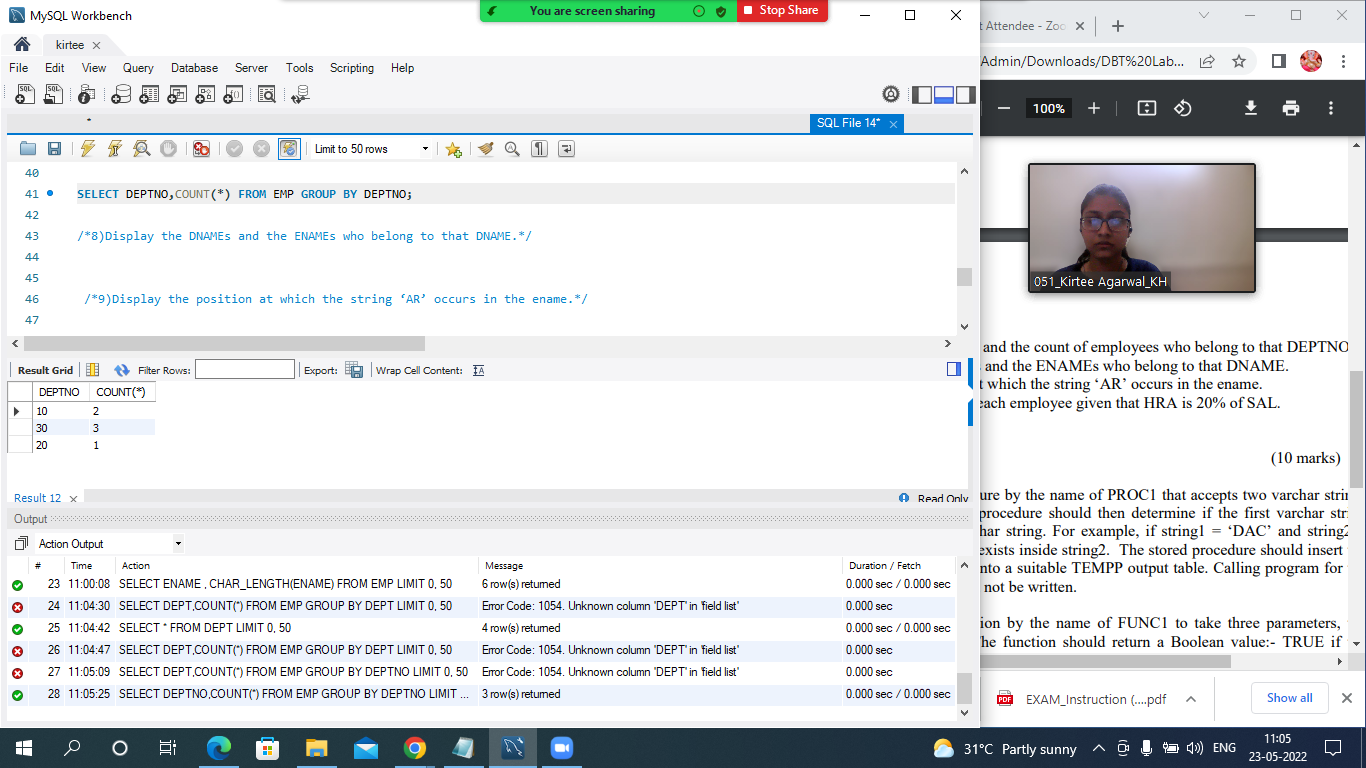 MySQL Workbench
You are screen sharing
Stop Share
kirtee
File Edit View Query Database Server Tools Scripting Help
SQL File 14*
Limit to 50 rows
40
41 SELECT DEPTNO,COUNT(*) FROM EMP GROUP BY DEPTNO;
42
43 /*8)Display the DNAMEs and the ENAMEs who belong to that DNAME.*/
44
45
46 /*9)Display the position at which the string ‘AR’ occurs in the ename.*/
47
Result Grid Filter Rows: Export: Wrap Cell Content:
DEPTNO COUNT(*)
10 2
30 3
20 1
Result 12 Read Only
Output
Action Output
# Time Action Message Duration / Fetch
23 11:00:08 SELECT ENAME , CHAR_LENGTH(ENAME) FROM EMP LIMIT 0, 50 6 row(s) returned 0.000 sec / 0.000 sec
24 11:04:30 SELECT DEPT,COUNT(*) FROM EMP GROUP BY DEPT LIMIT 0, 50 Error Code: 1054. Unknown column 'DEPT' in 'field list' 0.000 sec
25 11:04:42 SELECT * FROM DEPT LIMIT 0, 50 4 row(s) returned 0.000 sec / 0.000 sec
26 11:04:47 SELECT DEPT,COUNT(*) FROM EMP GROUP BY DEPT LIMIT 0, 50 Error Code: 1054. Unknown column 'DEPT' in 'field list' 0.000 sec
27 11:05:09 SELECT DEPT,COUNT(*) FROM EMP GROUP BY DEPTNO LIMIT 0, 50 Error Code: 1054. Unknown column 'DEPT' in 'field list' 0.000 sec
28 11:05:25 SELECT DEPTNO,COUNT(*) FROM EMP GROUP BY DEPTNO LIMIT ... 3 row(s) returned 0.000 sec / 0.000 sec
t Attendee - Zoo
/Admin/Downloads/DBT%20Lab...
100%
051_Kirtee Agarwal_KH
and the count of employees who belong to that DEPTNO
and the ENAMEs who belong to that DNAME.
t which the string ‘AR’ occurs in the ename.
each employee given that HRA is 20% of SAL.
(10 marks)
ure by the name of PROC1 that accepts two varchar strin
procedure should then determine if the first varchar str
har string. For example, if string1 = ‘DAC’ and string2
exists inside string2. The stored procedure should insert
nto a suitable TEMPP output table. Calling program for
not be written.
ion by the name of FUNC1 to take three parameters,
he function should return a Boolean value:- TRUE if
EXAM_Instruction (....pdf
Show all
31°C Partly sunny
ENG
11:05
23-05-2022